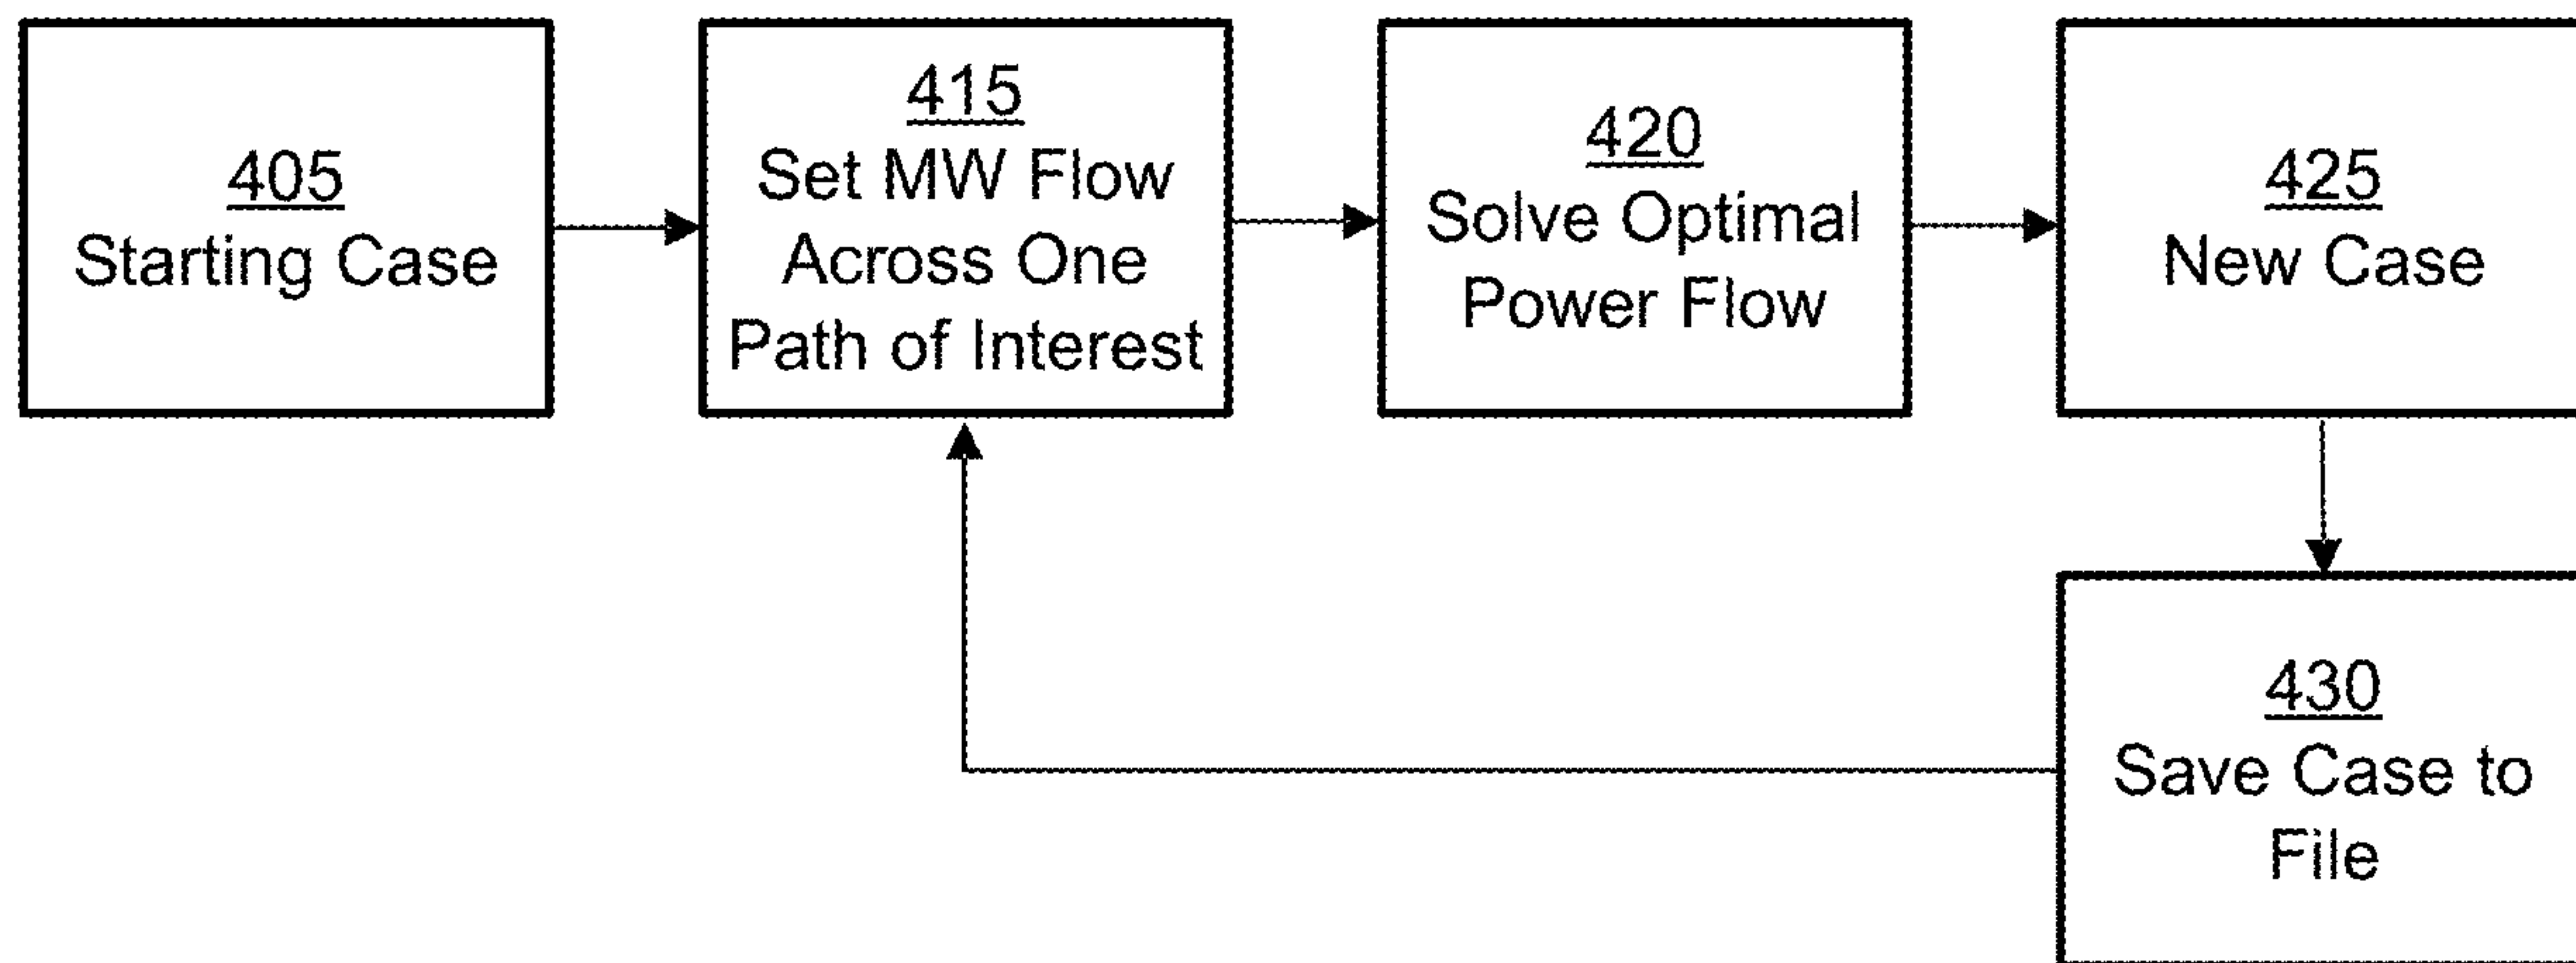 405
Starting Case
415
Set MW Flow
Across One
Path of Interest
420
Solve Optimal
Power Flow
425
New Case
430
Save Case to
File